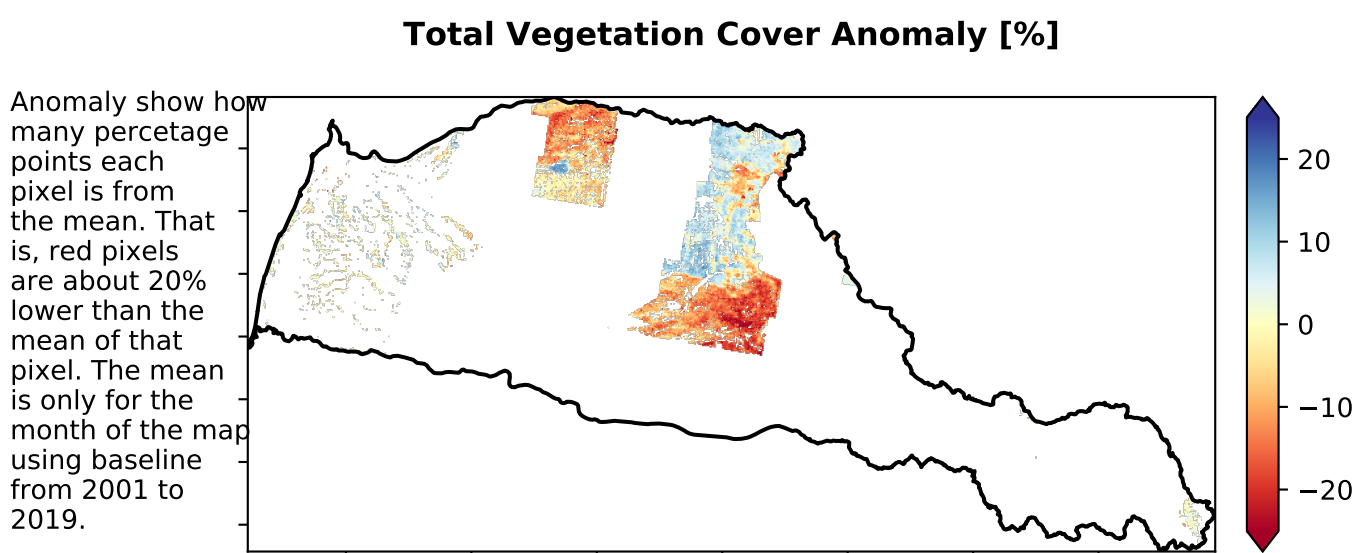 Total Vegetation Cover Anomaly [%]
Anomaly show how
many percetage
points each
pixel is from
the mean. That
is, red pixels
are about 20%
lower than the
mean of that
pixel. The mean
is only for the
month of the map
using baseline
from 2001 to
2019.
20
10
0
−10
−20